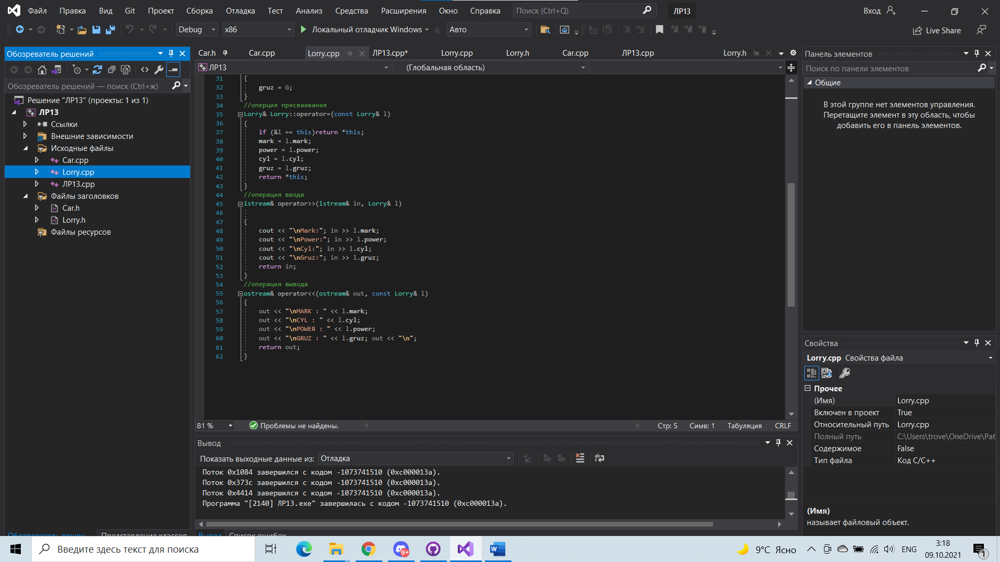 Файл Правка Вид Git Проект Сборка Отладка Тест Анализ Средства Расширения Окно Справка Поиск (Ctrl+Q) ЛР13 Вход
Debug x86 Локальный отладчик Windows Авто Live Share
Обозреватель решений
Обозреватель решений — поиск (Ctrl+ж)
Решение "ЛР13" (проекты: 1 из 1)
ЛР13
Ссылки
Внешние зависимости
Исходные файлы
Car.cpp
Lorry.cpp
ЛР13.cpp
Файлы заголовков
Car.h
Lorry.h
Файлы ресурсов
Представление классов
Car.h Car.cpp Lorry.cpp ЛР13.cpp* Lorry.cpp Lorry.h Car.cpp ЛР13.cpp Lorry.h
ЛР13 (Глобальная область)
31 {
32 gruz = G;
33 }
34 //оперция присваивания
35 Lorry& Lorry::operator=(const Lorry& l)
36 {
37 if (&l == this)return *this;
38 mark = l.mark;
39 power = l.power;
40 cyl = l.cyl;
41 gruz = l.gruz;
42 return *this;
43 }
44 //операция ввода
45 istream& operator>>(istream& in, Lorry& l)
46
47 {
48 cout << "\nMark:"; in >> l.mark;
49 cout << "\nPower:"; in >> l.power;
50 cout << "\nCyl:"; in >> l.cyl;
51 cout << "\nGruz:"; in >> l.gruz;
52 return in;
53 }
54 //операция вывода
55 ostream& operator<<(ostream& out, const Lorry& l)
56 {
57 out << "\nMARK : " << l.mark;
58 out << "\nCYL : " << l.cyl;
59 out << "\nPOWER : " << l.power;
60 out << "\nGRUZ : " << l.gruz; out << "\n";
61 return out;
62 }
81 % Проблемы не найдены. Стр: 5 Симв: 1 Табуляция CRLF
Вывод
Показать выходные данные из: Отладка
Поток 0x1084 завершился с кодом -1073741510 (0xc000013a).
Поток 0x373c завершился с кодом -1073741510 (0xc000013a).
Поток 0x4414 завершился с кодом -1073741510 (0xc000013a).
Программа "[2140] ЛР13.exe" завершилась с кодом -1073741510 (0xc000013a).
Вывод Список ошибок
Панель элементов
Поиск по панели элементов
Общие
В этой группе нет элементов управления.
Перетащите элемент в эту область, чтобы
добавить его в панель элементов.
Свойства
Lorry.cpp Свойства файла
Прочее
(Имя) Lorry.cpp
Включен в проект True
Относительный путь Lorry.cpp
Полный путь C:\Users\trove\OneDrive\Раб
Содержимое False
Тип файла Код C/C++
(Имя)
называет файловый объект.
Введите здесь текст для поиска 9+ 9°C Ясно ENG 3:18
09.10.2021 1